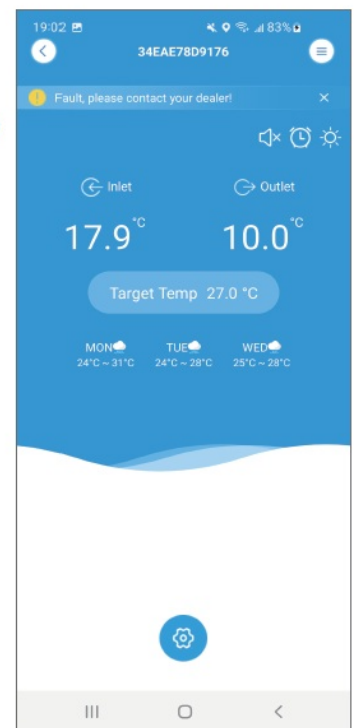 19:02 83%
34EAE78D9176
Fault, please contact your dealer!
Inlet Outlet
17.9°C 10.0°C
Target Temp 27.0 °C
MON TUE WED
24°C ~ 31°C 24°C ~ 28°C 25°C ~ 28°C